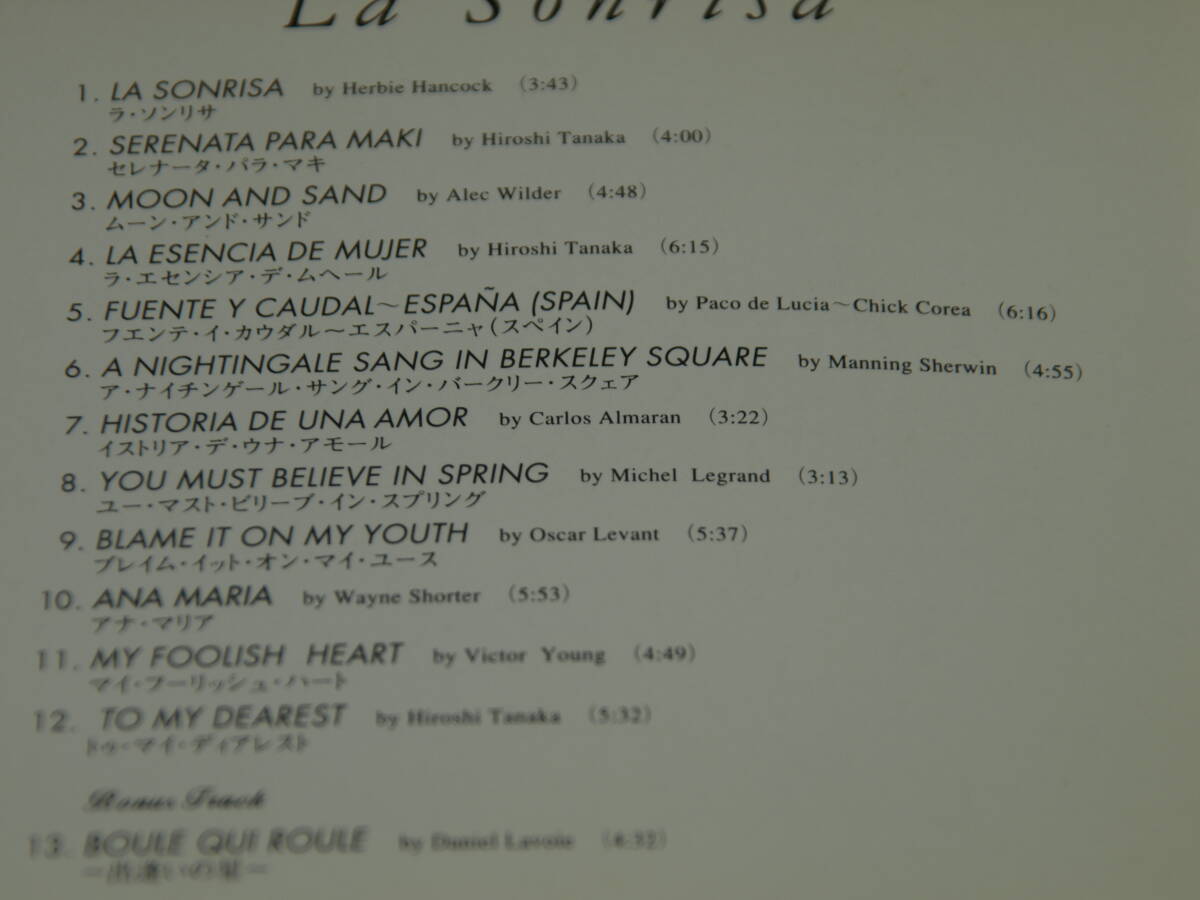 La Sonrisa
1. LA SONRISA by Herbie Hancock (3:43)
ラ・ソンリサ
2. SERENATA PARA MAKI by Hiroshi Tanaka (4:00)
セレナータ・パラ・マキ
3. MOON AND SAND by Alec Wilder (4:48)
ムーン・アンド・サンド
4. LA ESENCIA DE MUJER by Hiroshi Tanaka (6:15)
ラ・エセンシア・デ・ムヘール
5. FUENTE Y CAUDAL~ESPAÑA (SPAIN) by Paco de Lucia~Chick Corea (6:16)
フエンテ・イ・カウダル~エスパーニャ(スペイン)
6. A NIGHTINGALE SANG IN BERKELEY SQUARE by Manning Sherwin (4:55)
ア・ナイチンゲール・サング・イン・バークリー・スクェア
7. HISTORIA DE UNA AMOR by Carlos Almaran (3:22)
イストリア・デ・ウナ・アモール
8. YOU MUST BELIEVE IN SPRING by Michel Legrand (3:13)
ユー・マスト・ビリーブ・イン・スプリング
9. BLAME IT ON MY YOUTH by Oscar Levant (5:37)
ブレイム・イット・オン・マイ・ユース
10. ANA MARIA by Wayne Shorter (5:53)
アナ・マリア
11. MY FOOLISH HEART by Victor Young (4:49)
マイ・フーリッシュ・ハート
12. TO MY DEAREST by Hiroshi Tanaka (5:32)
トゥ・マイ・ディアレスト
Bonus Track
13. BOULE QUI ROULE by Daniel Lavoie